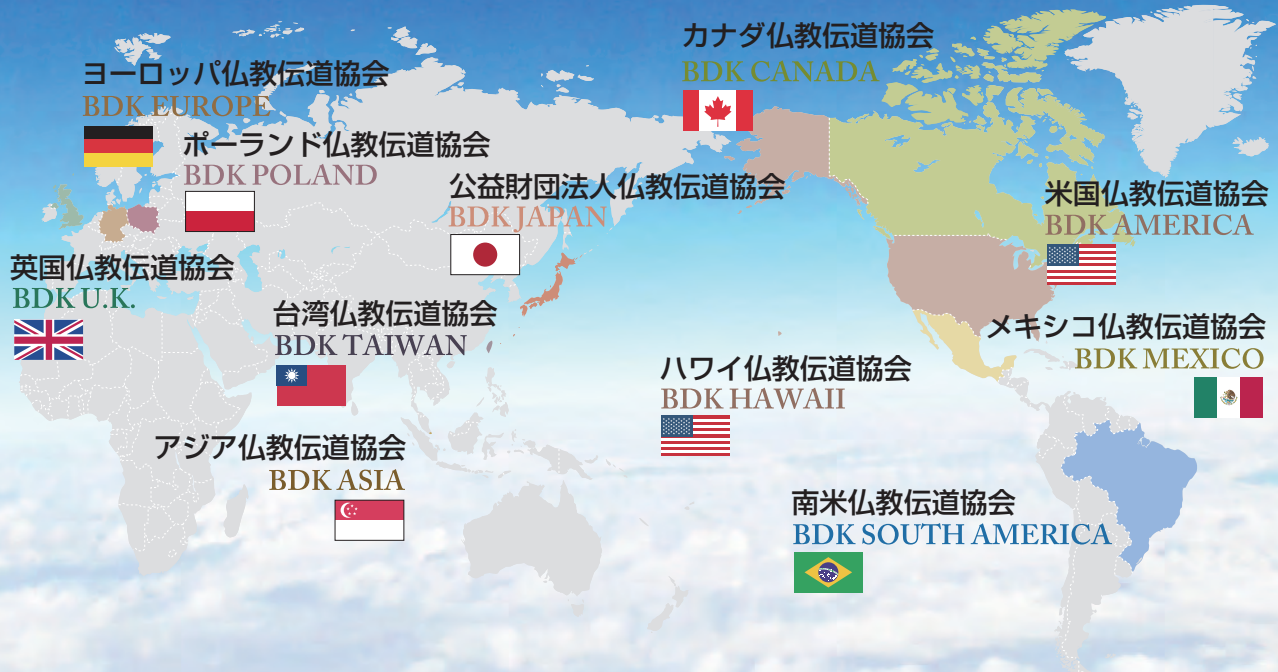 カナダ仏教伝道協会
BDK CANADA
ヨーロッパ仏教伝道協会
BDK EUROPE
ポーランド仏教伝道協会
BDK POLAND
公益財団法人仏教伝道協会
BDK JAPAN
米国仏教伝道協会
BDK AMERICA
英国仏教伝道協会
BDK U.K.
台湾仏教伝道協会
BDK TAIWAN
メキシコ仏教伝道協会
BDK MEXICO
ハワイ仏教伝道協会
BDK HAWAII
アジア仏教伝道協会
BDK ASIA
南米仏教伝道協会
BDK SOUTH AMERICA